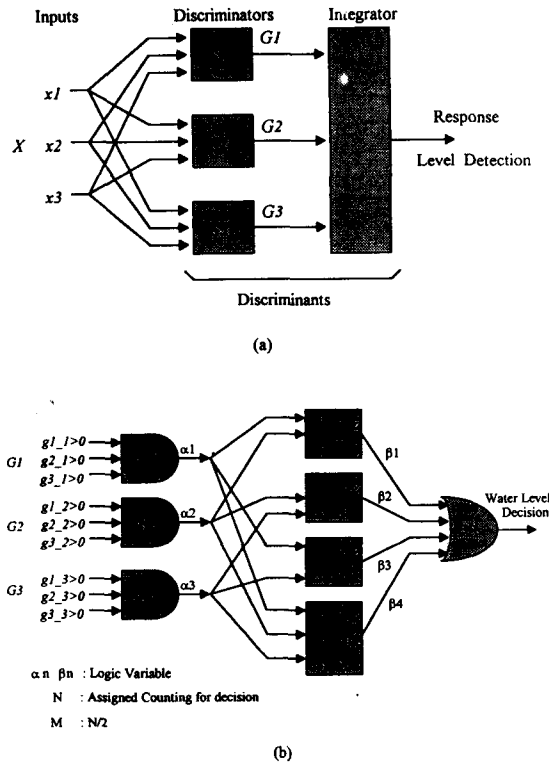 Inputs
Discriminators
Integrator
G1
x1
X
x2
G2
x3
G3
Response
Level Detection
Discriminants
(a)
g1_1>0
G1
g2_1>0
g3_1>0
α1
g1_2>0
G2
g2_2>0
g3_2>0
α2
g1_3>0
G3
g2_3>0
g3_3>0
α3
β1
β2
β3
β4
Water Level
Decision
α n β n : Logic Variable
N : Assigned Counting for decision
M : N/2
(b)